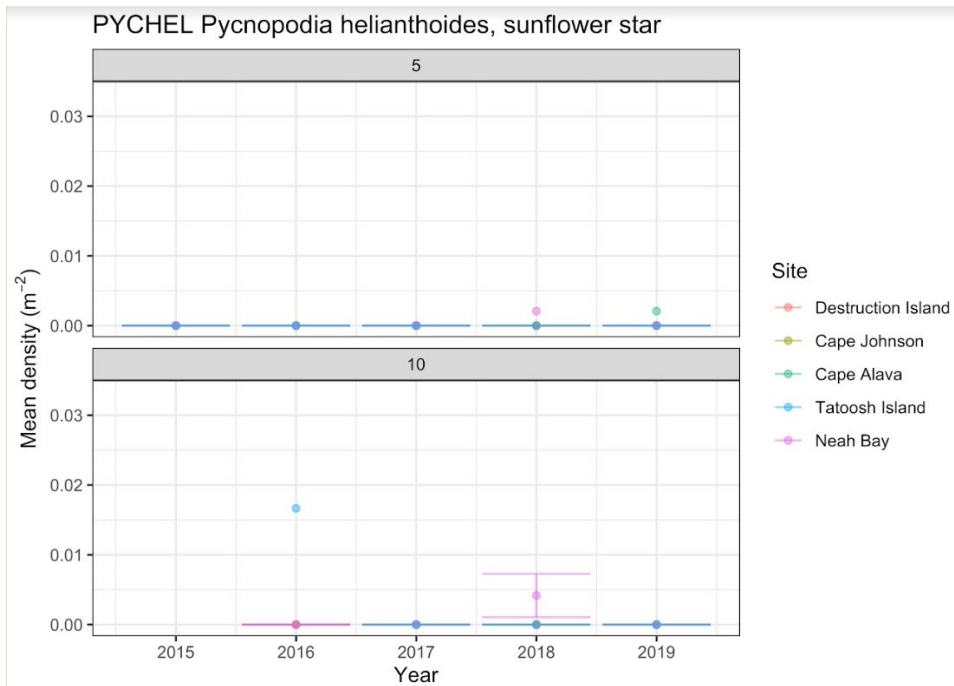 PYCHEL Pycnopodia helianthoides, sunflower star
5
0.03
0.02
0.01
0.00
10
0.03
0.02
0.01
0.00
Mean density (m⁻²)
2015 2016 2017 2018 2019
Year
Site
Destruction Island
Cape Johnson
Cape Alava
Tatoosh Island
Neah Bay